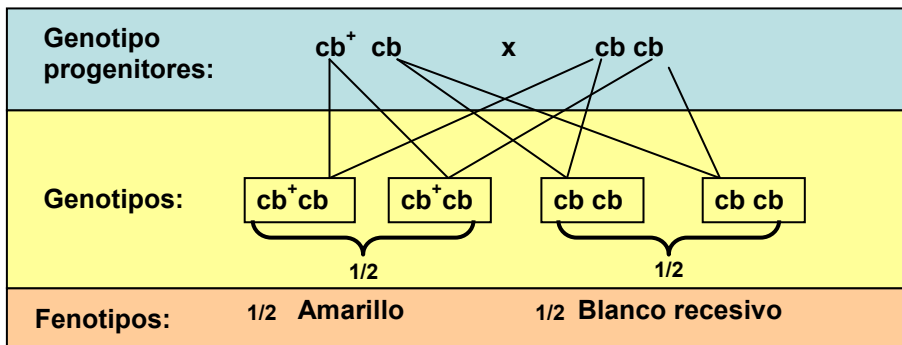 Genotipo progenitores:
cb⁺ cb x cb cb
Genotipos:
cb⁺cb cb⁺cb cb cb cb cb
1/2 1/2
Fenotipos:
1/2 Amarillo 1/2 Blanco recesivo